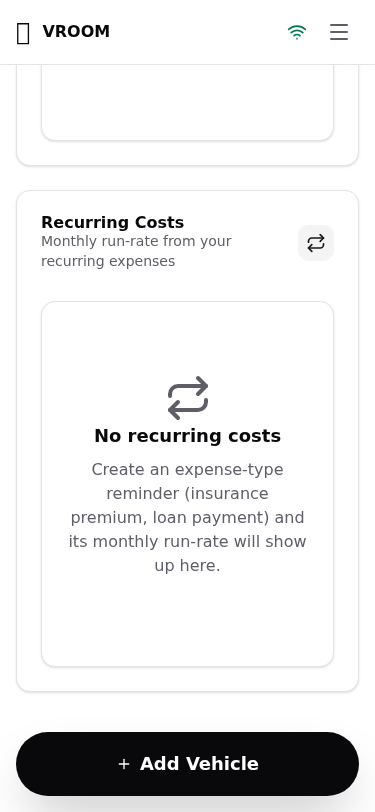 VROOM
Recurring Costs
Monthly run-rate from your
recurring expenses
No recurring costs
Create an expense-type
reminder (insurance
premium, loan payment) and
its monthly run-rate will show
up here.
+ Add Vehicle